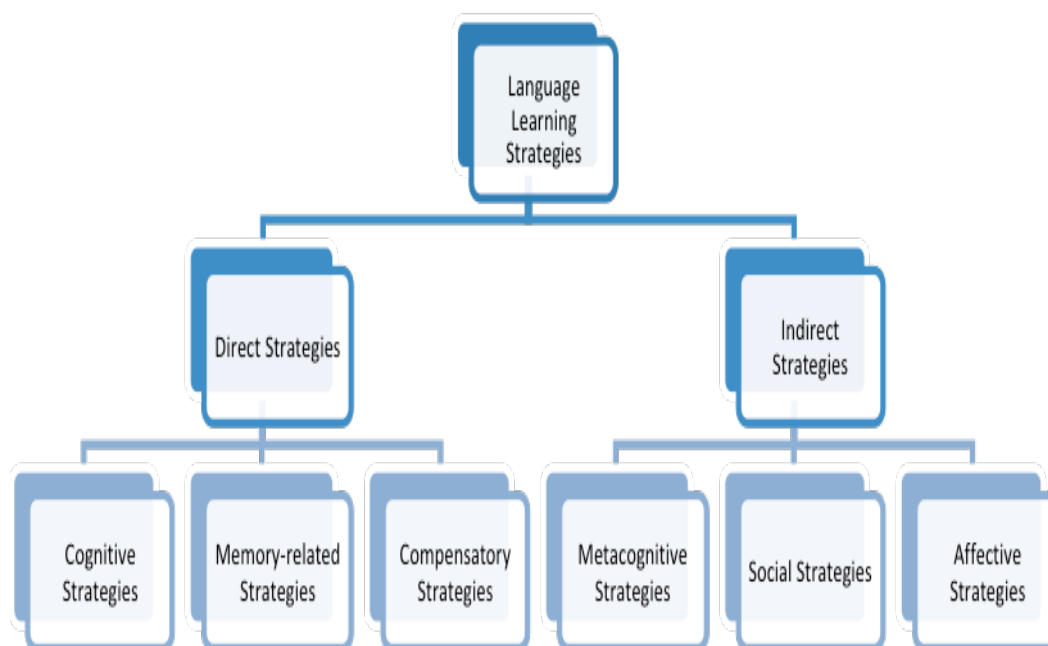 Language
Learning
Strategies
Direct Strategies
Indirect
Strategies
Cognitive
Strategies
Memory-related
Strategies
Compensatory
Strategies
Metacognitive
Strategies
Social Strategies
Affective
Strategies